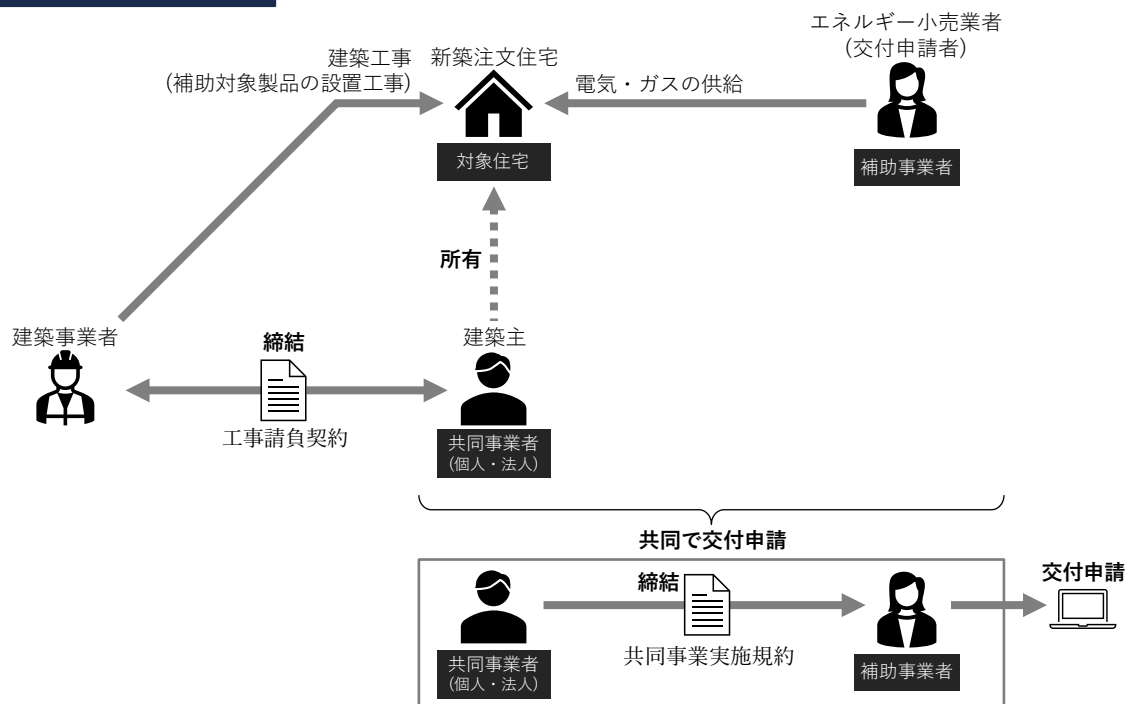 エネルギー小売業者
(交付申請者)
建築工事
(補助対象製品の設置工事)
新築注文住宅
電気・ガスの供給
対象住宅
補助事業者
所有
建築事業者
締結
建築主
工事請負契約
共同事業者
(個人・法人)
共同で交付申請
締結
交付申請
共同事業実施規約
共同事業者
(個人・法人)
補助事業者